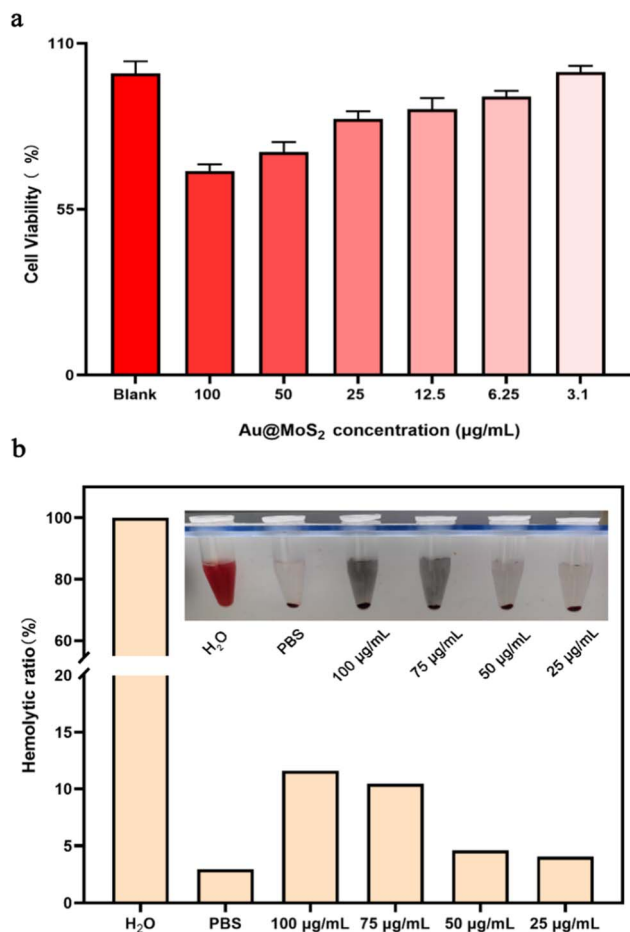 a
110
55
0
Cell Viability ( %)
Blank 100 50 25 12.5 6.25 3.1
Au@MoS₂ concentration (μg/mL)
b
100
80
60
20
15
10
5
0
Hemolytic ratio(%)
H₂O PBS 100 μg/mL 75 μg/mL 50 μg/mL 25 μg/mL
H₂O PBS 100 μg/mL 75 μg/mL 50 μg/mL 25 μg/mL